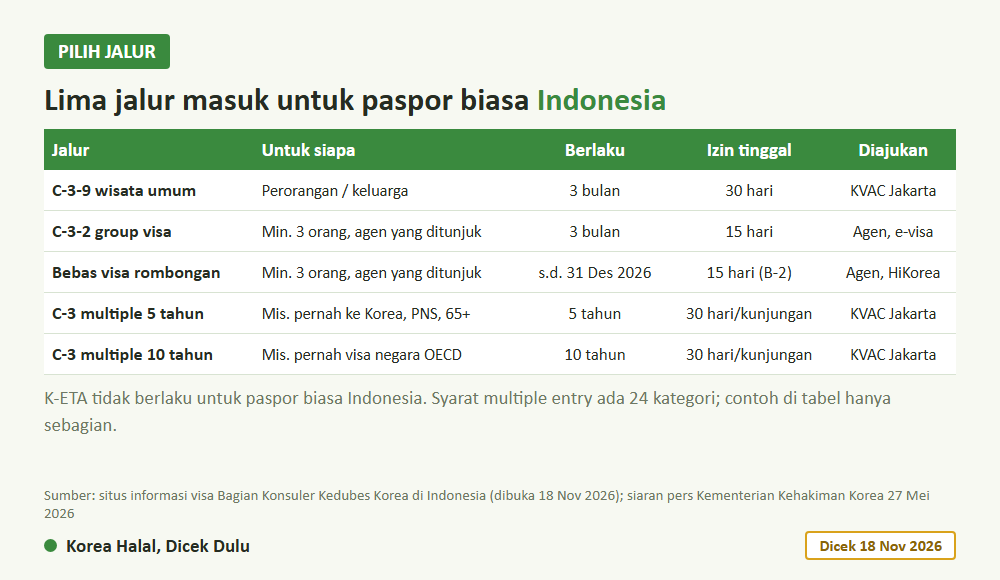 PILIH JALUR
Lima jalur masuk untuk paspor biasa Indonesia
Jalur Untuk siapa Berlaku Izin tinggal Diajukan
C-3-9 wisata umum Perorangan / keluarga 3 bulan 30 hari KVAC Jakarta
C-3-2 group visa Min. 3 orang, agen yang ditunjuk 3 bulan 15 hari Agen, e-visa
Bebas visa rombongan Min. 3 orang, agen yang ditunjuk s.d. 31 Des 2026 15 hari (B-2) Agen, HiKorea
C-3 multiple 5 tahun Mis. pernah ke Korea, PNS, 65+ 5 tahun 30 hari/kunjungan KVAC Jakarta
C-3 multiple 10 tahun Mis. pernah visa negara OECD 10 tahun 30 hari/kunjungan KVAC Jakarta
K-ETA tidak berlaku untuk paspor biasa Indonesia. Syarat multiple entry ada 24 kategori; contoh di tabel hanya
sebagian.
Sumber: situs informasi visa Bagian Konsuler Kedubes Korea di Indonesia (dibuka 18 Nov 2026); siaran pers Kementerian Kehakiman Korea 27 Mei
2026
Korea Halal, Dicek Dulu
Dicek 18 Nov 2026